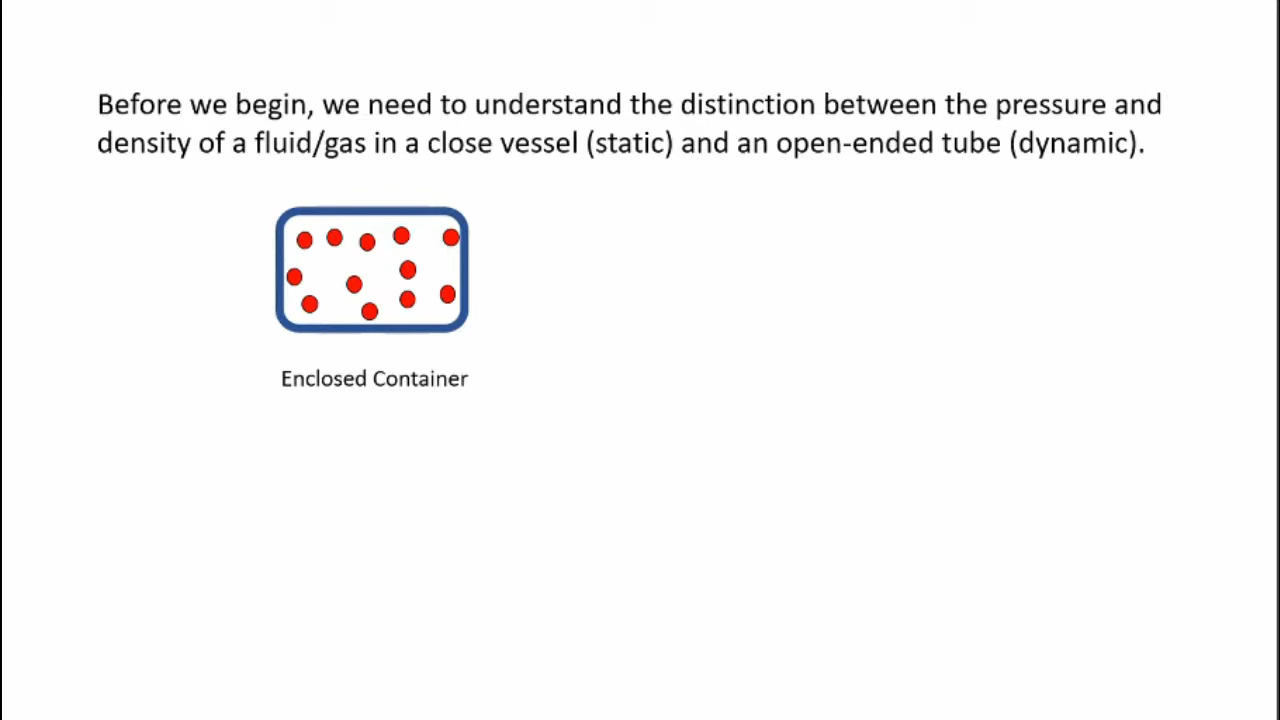 Before we begin, we need to understand the distinction between the pressure and
density of a fluid/gas in a close vessel (static) and an open-ended tube (dynamic).
Enclosed Container